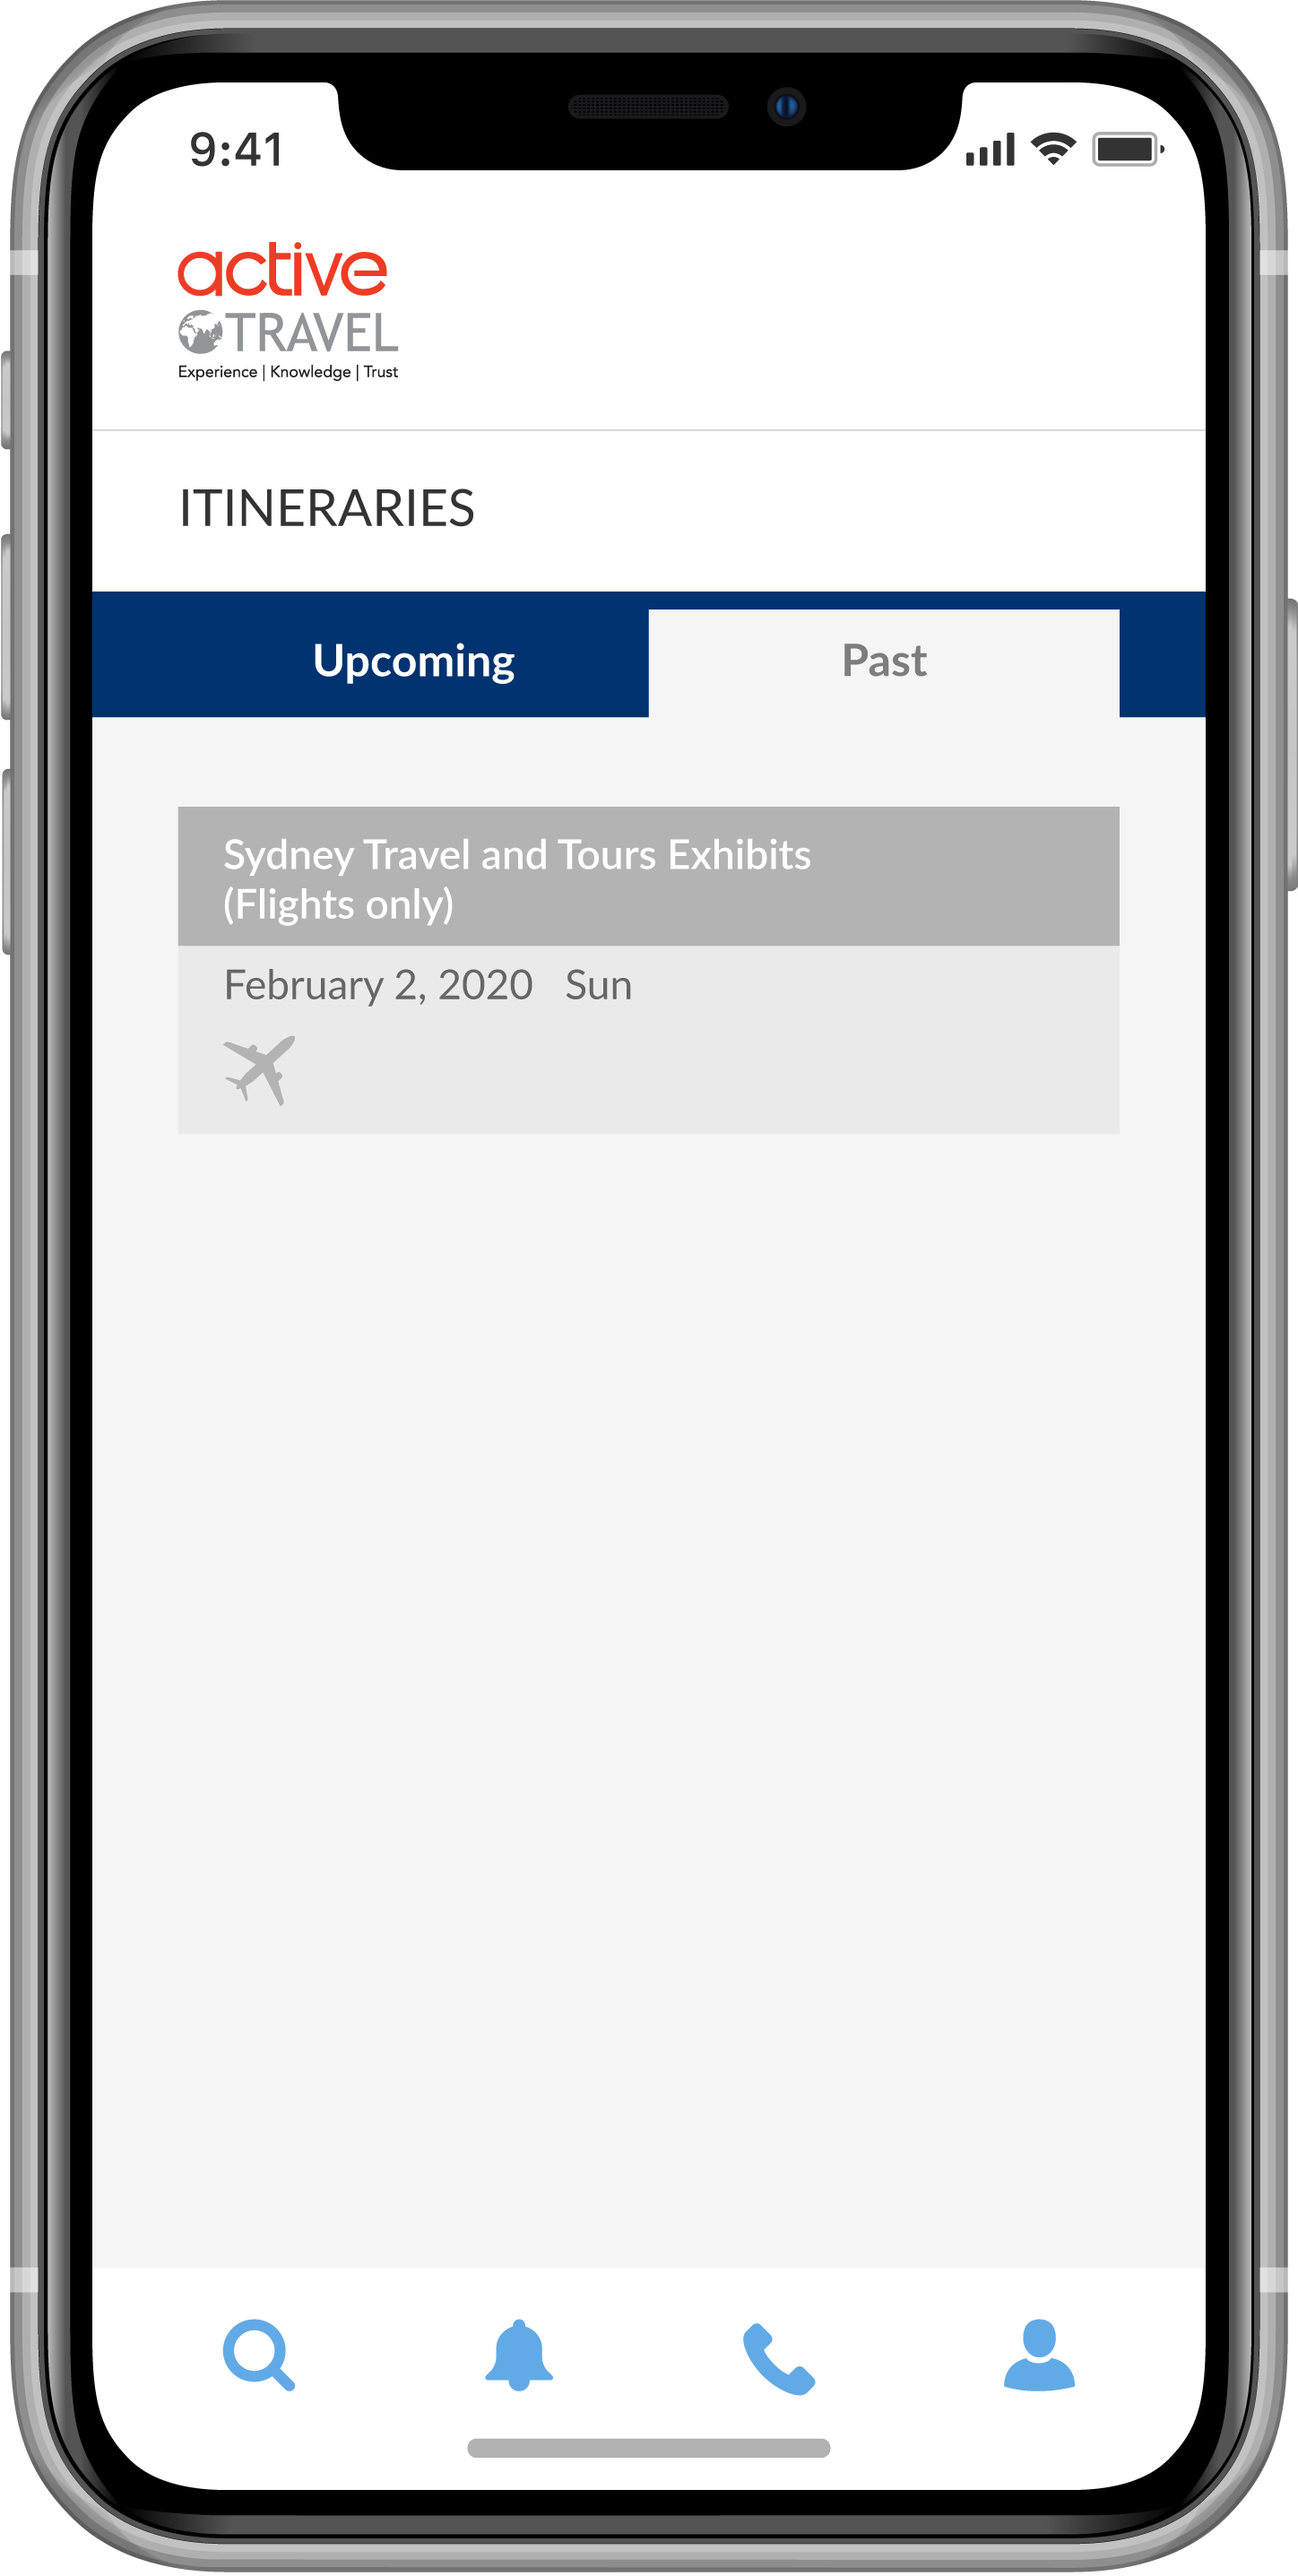 9:41
active
TRAVEL
Experience | Knowledge | Trust
ITINERARIES
Upcoming Past
Sydney Travel and Tours Exhibits
(Flights only)
February 2, 2020 Sun